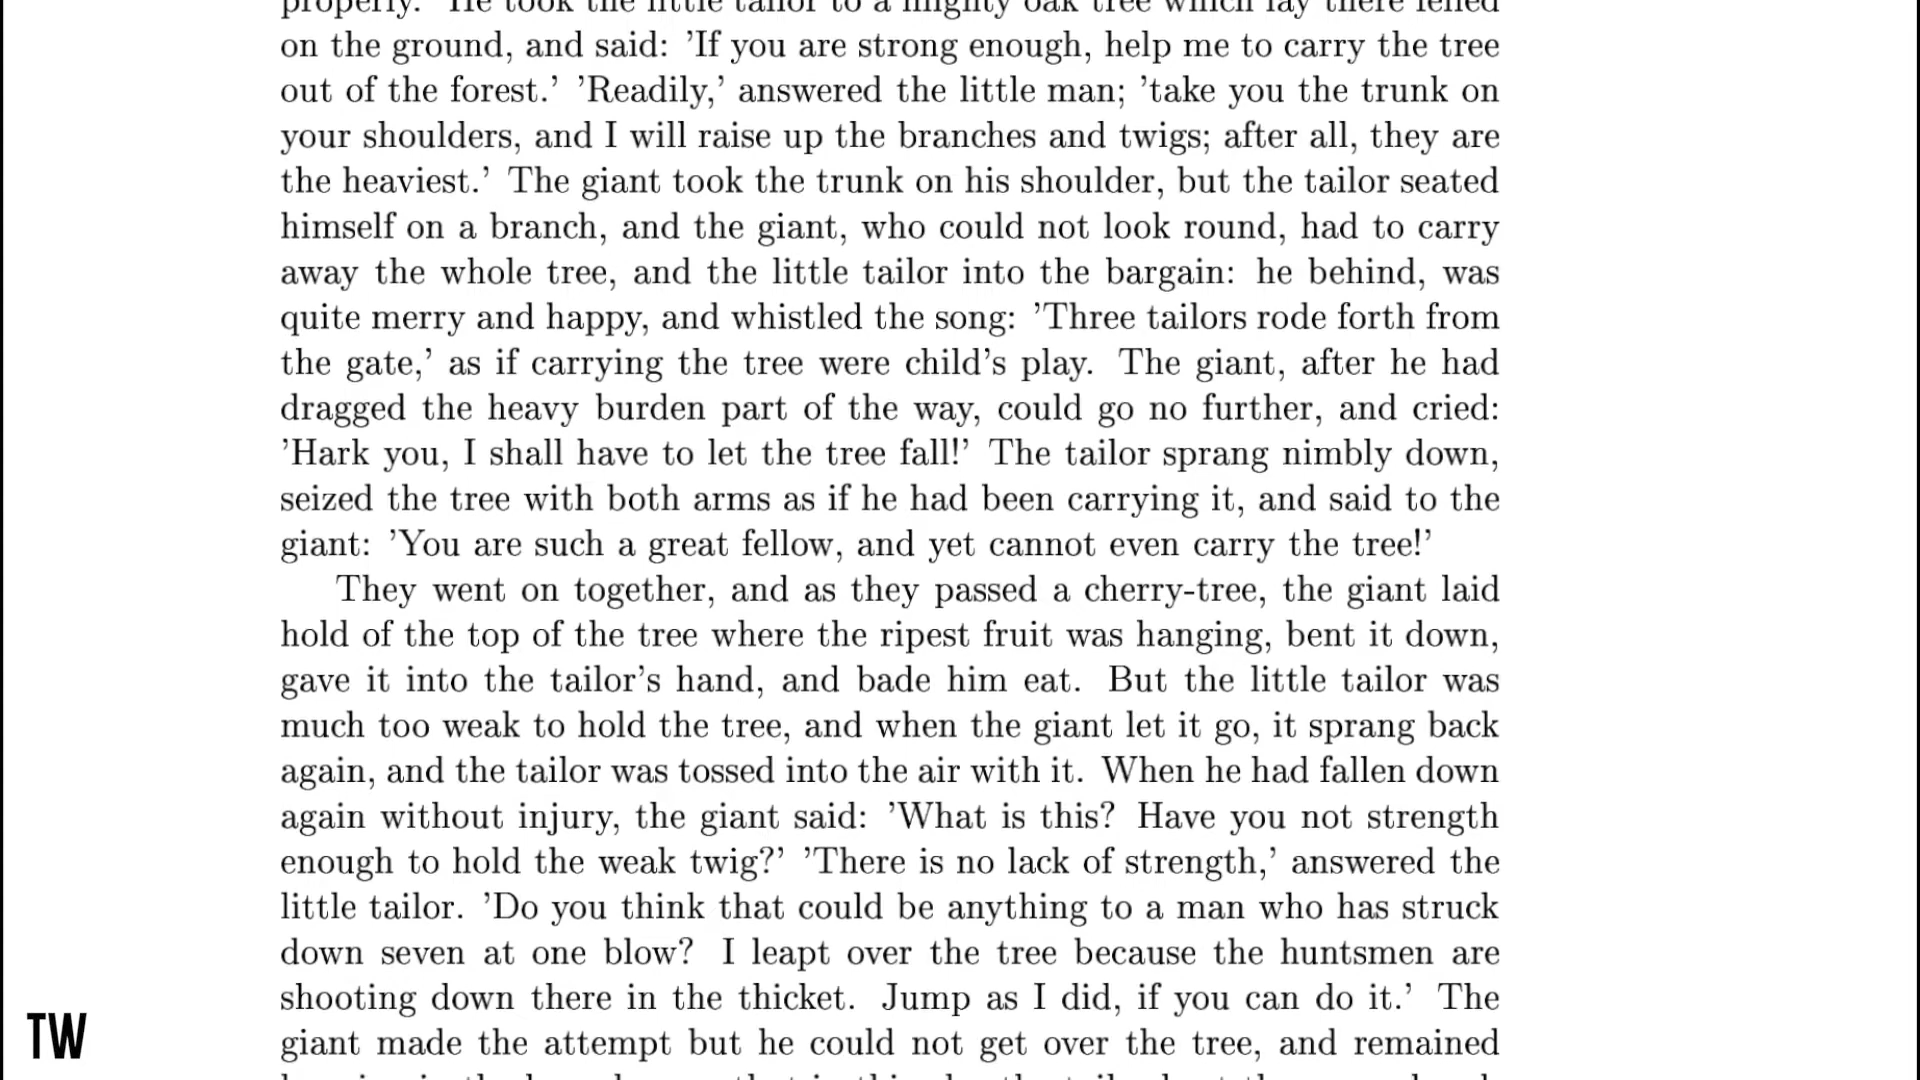 properly. He took the little tailor to a mighty oak tree which lay there felled
on the ground, and said: ’If you are strong enough, help me to carry the tree
out of the forest.’ ’Readily,’ answered the little man; ’take you the trunk on
your shoulders, and I will raise up the branches and twigs; after all, they are
the heaviest.’ The giant took the trunk on his shoulder, but the tailor seated
himself on a branch, and the giant, who could not look round, had to carry
away the whole tree, and the little tailor into the bargain: he behind, was
quite merry and happy, and whistled the song: ’Three tailors rode forth from
the gate,’ as if carrying the tree were child’s play. The giant, after he had
dragged the heavy burden part of the way, could go no further, and cried:
’Hark you, I shall have to let the tree fall!’ The tailor sprang nimbly down,
seized the tree with both arms as if he had been carrying it, and said to the
giant: ’You are such a great fellow, and yet cannot even carry the tree!’
They went on together, and as they passed a cherry-tree, the giant laid
hold of the top of the tree where the ripest fruit was hanging, bent it down,
gave it into the tailor’s hand, and bade him eat. But the little tailor was
much too weak to hold the tree, and when the giant let it go, it sprang back
again, and the tailor was tossed into the air with it. When he had fallen down
again without injury, the giant said: ’What is this? Have you not strength
enough to hold the weak twig?’ ’There is no lack of strength,’ answered the
little tailor. ’Do you think that could be anything to a man who has struck
down seven at one blow? I leapt over the tree because the huntsmen are
shooting down there in the thicket. Jump as I did, if you can do it.’ The
giant made the attempt but he could not get over the tree, and remained
TW